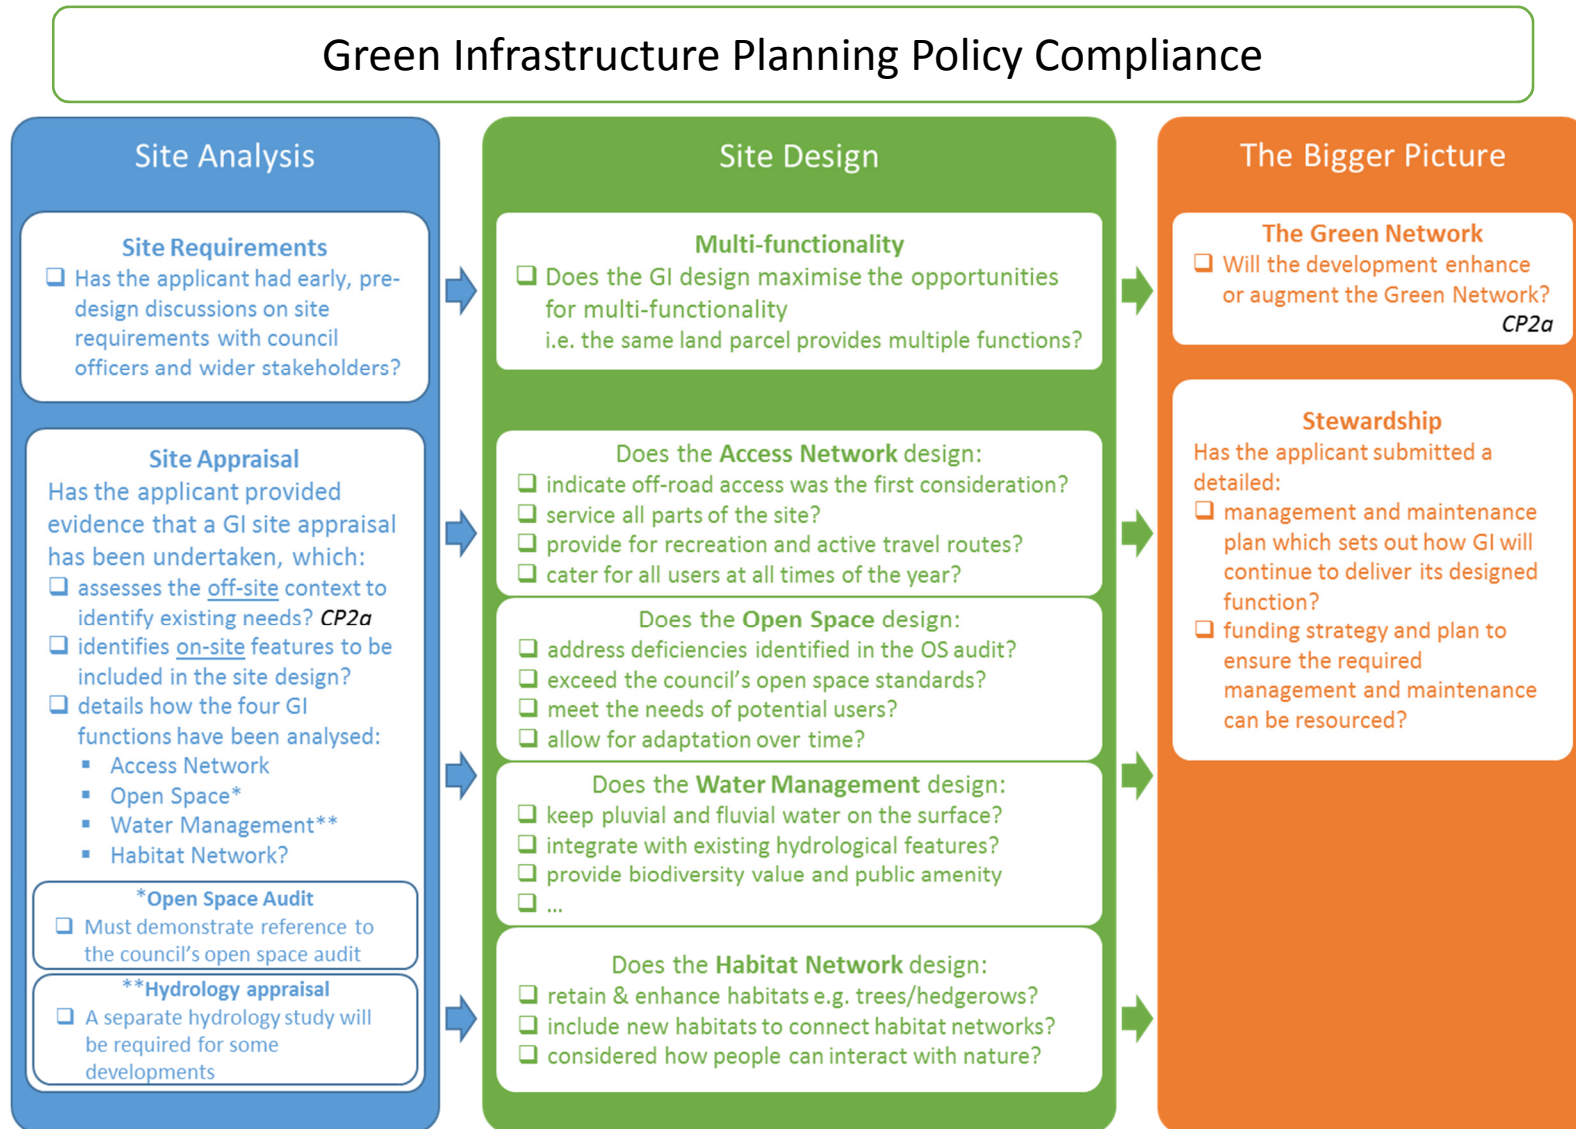 Green Infrastructure Planning Policy Compliance
Site Analysis
Site Requirements
❑ Has the applicant had early, pre-
design discussions on site
requirements with council
officers and wider stakeholders?
Site Appraisal
Has the applicant provided
evidence that a GI site appraisal
has been undertaken, which:
❑ assesses the off-site context to
identify existing needs? CP2a
❑ identifies on-site features to be
included in the site design?
❑ details how the four GI
functions have been analysed:
▪ Access Network
▪ Open Space*
▪ Water Management**
▪ Habitat Network?
*Open Space Audit
❑ Must demonstrate reference to
the council's open space audit
**Hydrology appraisal
❑ A separate hydrology study will
be required for some
developments
Site Design
Multi-functionality
❑ Does the GI design maximise the opportunities
for multi-functionality
i.e. the same land parcel provides multiple functions?
Does the Access Network design:
❑ indicate off-road access was the first consideration?
❑ service all parts of the site?
❑ provide for recreation and active travel routes?
❑ cater for all users at all times of the year?
Does the Open Space design:
❑ address deficiencies identified in the OS audit?
❑ exceed the council's open space standards?
❑ meet the needs of potential users?
❑ allow for adaptation over time?
Does the Water Management design:
❑ keep pluvial and fluvial water on the surface?
❑ integrate with existing hydrological features?
❑ provide biodiversity value and public amenity
❑ ...
Does the Habitat Network design:
❑ retain & enhance habitats e.g. trees/hedgerows?
❑ include new habitats to connect habitat networks?
❑ considered how people can interact with nature?
The Bigger Picture
The Green Network
❑ Will the development enhance
or augment the Green Network?
CP2a
Stewardship
Has the applicant submitted a
detailed:
❑ management and maintenance
plan which sets out how GI will
continue to deliver its designed
function?
❑ funding strategy and plan to
ensure the required
management and maintenance
can be resourced?